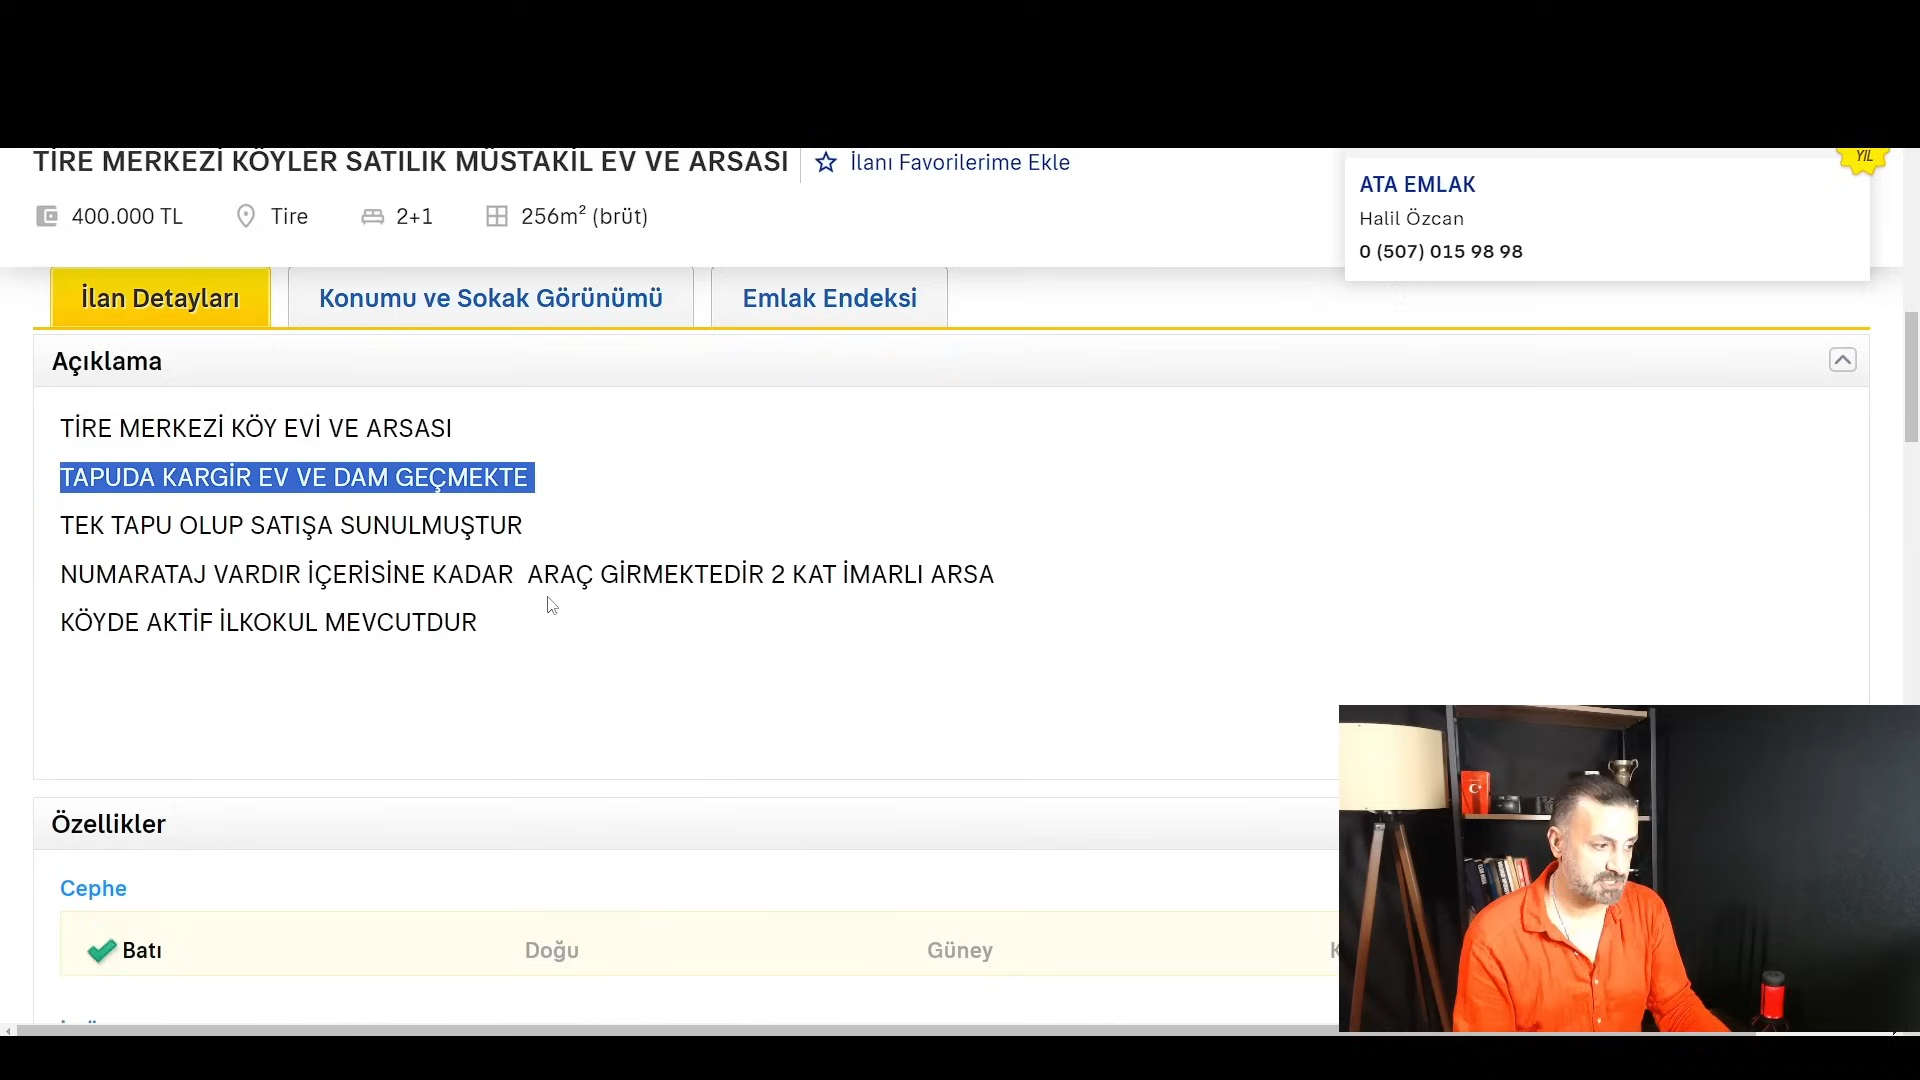 TİRE MERKEZİ KÖYLER SATILIK MÜSTAKİL EV VE ARSASI
İlanı Favorilerime Ekle
400.000 TL
Tire
2+1
256m² (brüt)
YIL
ATA EMLAK
Halil Özcan
0 (507) 015 98 98
İlan Detayları
Konumu ve Sokak Görünümü
Emlak Endeksi
Açıklama
TİRE MERKEZİ KÖY EVİ VE ARSASI
TAPUDA KARGİR EV VE DAM GEÇMEKTE
TEK TAPU OLUP SATIŞA SUNULMUŞTUR
NUMARATAJ VARDIR İÇERİSİNE KADAR  ARAÇ GİRMEKTEDİR 2 KAT İMARLI ARSA
KÖYDE AKTİF İLKOKUL MEVCUTDUR
Özellikler
Cephe
Batı
Doğu
Güney